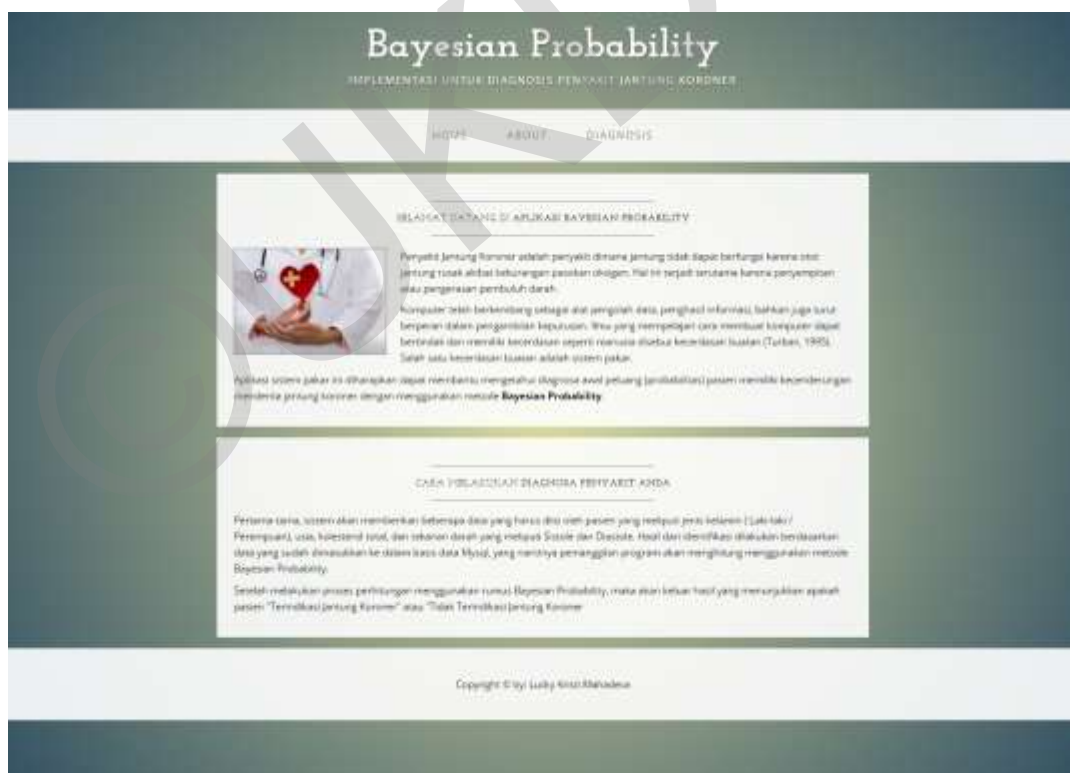 Bayesian Probability
IMPLEMENTASI UNTUK DIAGNOSIS PENYAKIT JANTUNG KORONER
HOME ABOUT DIAGNOSIS
SELAMAT DATANG DI APLIKASI BAYESIAN PROBABILITY
Penyakit Jantung Koroner adalah penyakit dimana jantung tidak dapat berfungsi karena otot
jantung rusak akibat kekurangan pasokan oksigen. Hal ini terjadi terutama karena penyempitan
atau pengerasan pembuluh darah.
Komputer telah berkembang sebagai alat pengolah data, penghasil informasi, bahkan juga turut
berperan dalam pengambilan keputusan. Ilmu yang mempelajari cara membuat komputer dapat
bertindak dan memiliki kecerdasan seperti manusia disebut kecerdasan buatan (Turban, 1995).
Salah satu kecerdasan buatan adalah sistem pakar.
Aplikasi sistem pakar ini diharapkan dapat membantu mengetahui diagnosa awal peluang (probabilitas) pasien memiliki kecenderungan
menderita jantung koroner dengan menggunakan metode Bayesian Probability.
CARA MELAKUKAN DIAGNOSA PENYAKIT ANDA
Pertama-tama, sistem akan memberikan beberapa data yang harus diisi oleh pasien yang meliputi jenis kelamin ( Laki-laki /
Perempuan), usia, kolesterol total, dan tekanan darah yang meliputi Sistole dan Diastole. Hasil dari identifikasi dilakukan berdasarkan
data yang sudah dimasukkan ke dalam basis data Mysql, yang nantinya pemanggilan program akan menghitung menggunakan metode
Bayesian Probability.
Setelah melakukan proses perhitungan menggunakan rumus Bayesian Probability, maka akan keluar hasil yang menunjukkan apakah
pasien "Terindikasi Jantung Koroner" atau "Tidak Terindikasi Jantung Koroner
Copyright © by: Lucky Kristi Mahadeva